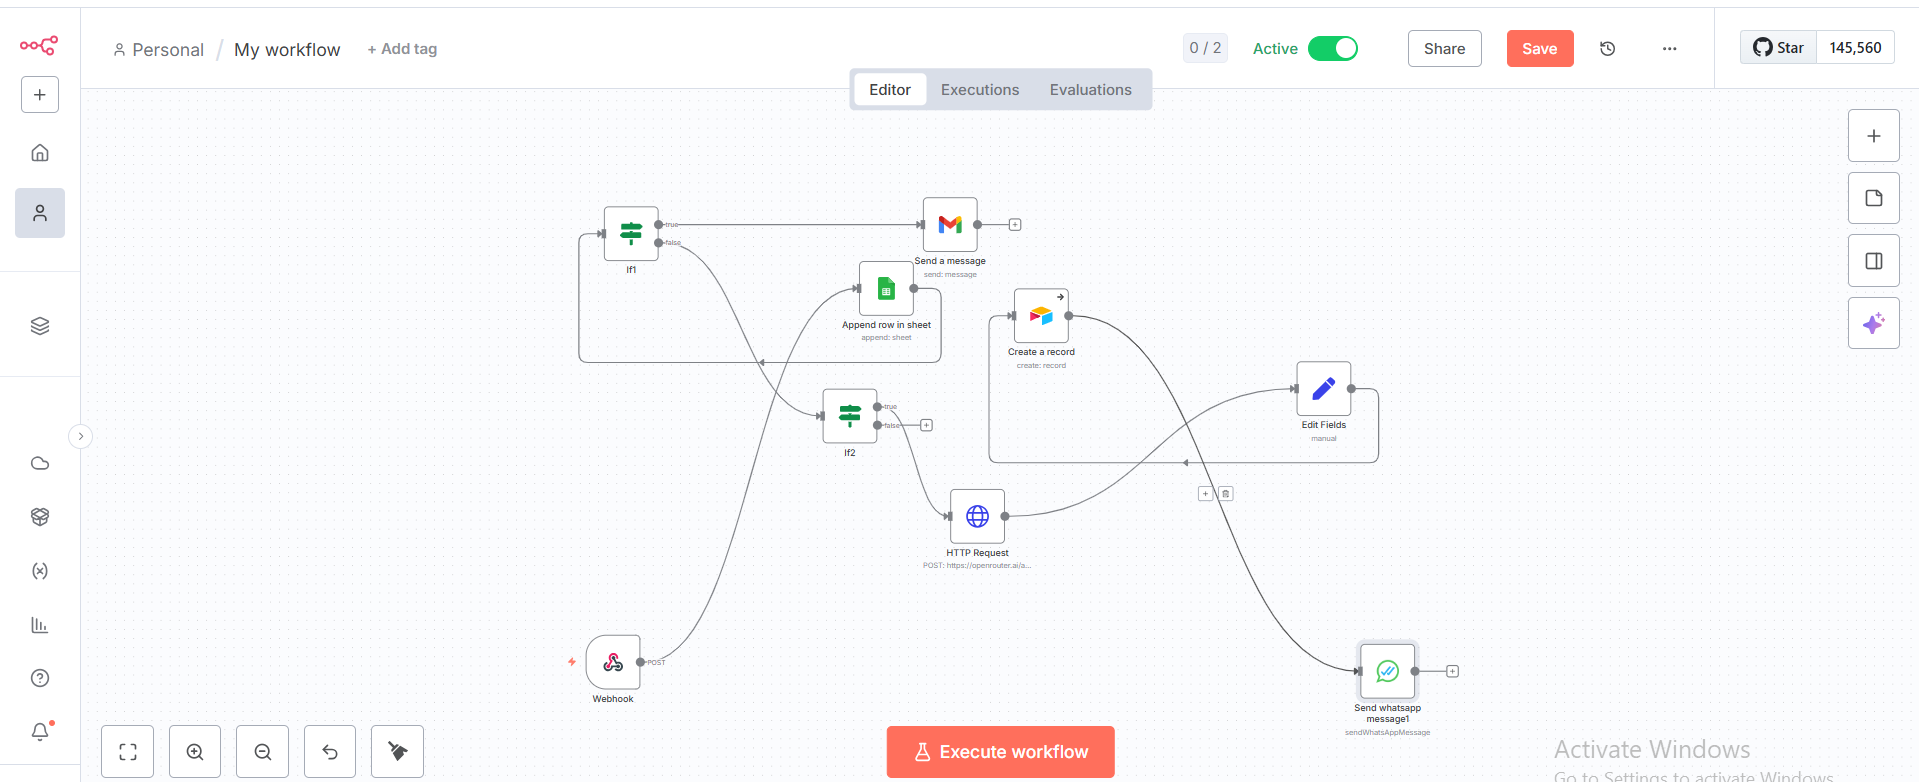 Personal / My workflow + Add tag
0 / 2 Active Share Save ... Star 145,560
Editor Executions Evaluations
true
false
If1
Send a message
send: message
Append row in sheet
append: sheet
Create a record
create: record
true
false
If2
Edit Fields
manual
HTTP Request
POST: https://openrouter.ai/a...
POST
Webhook
Send whatsapp
message1
sendWhatsAppMessage
Execute workflow
Activate Windows
Go to Settings to activate Windows.